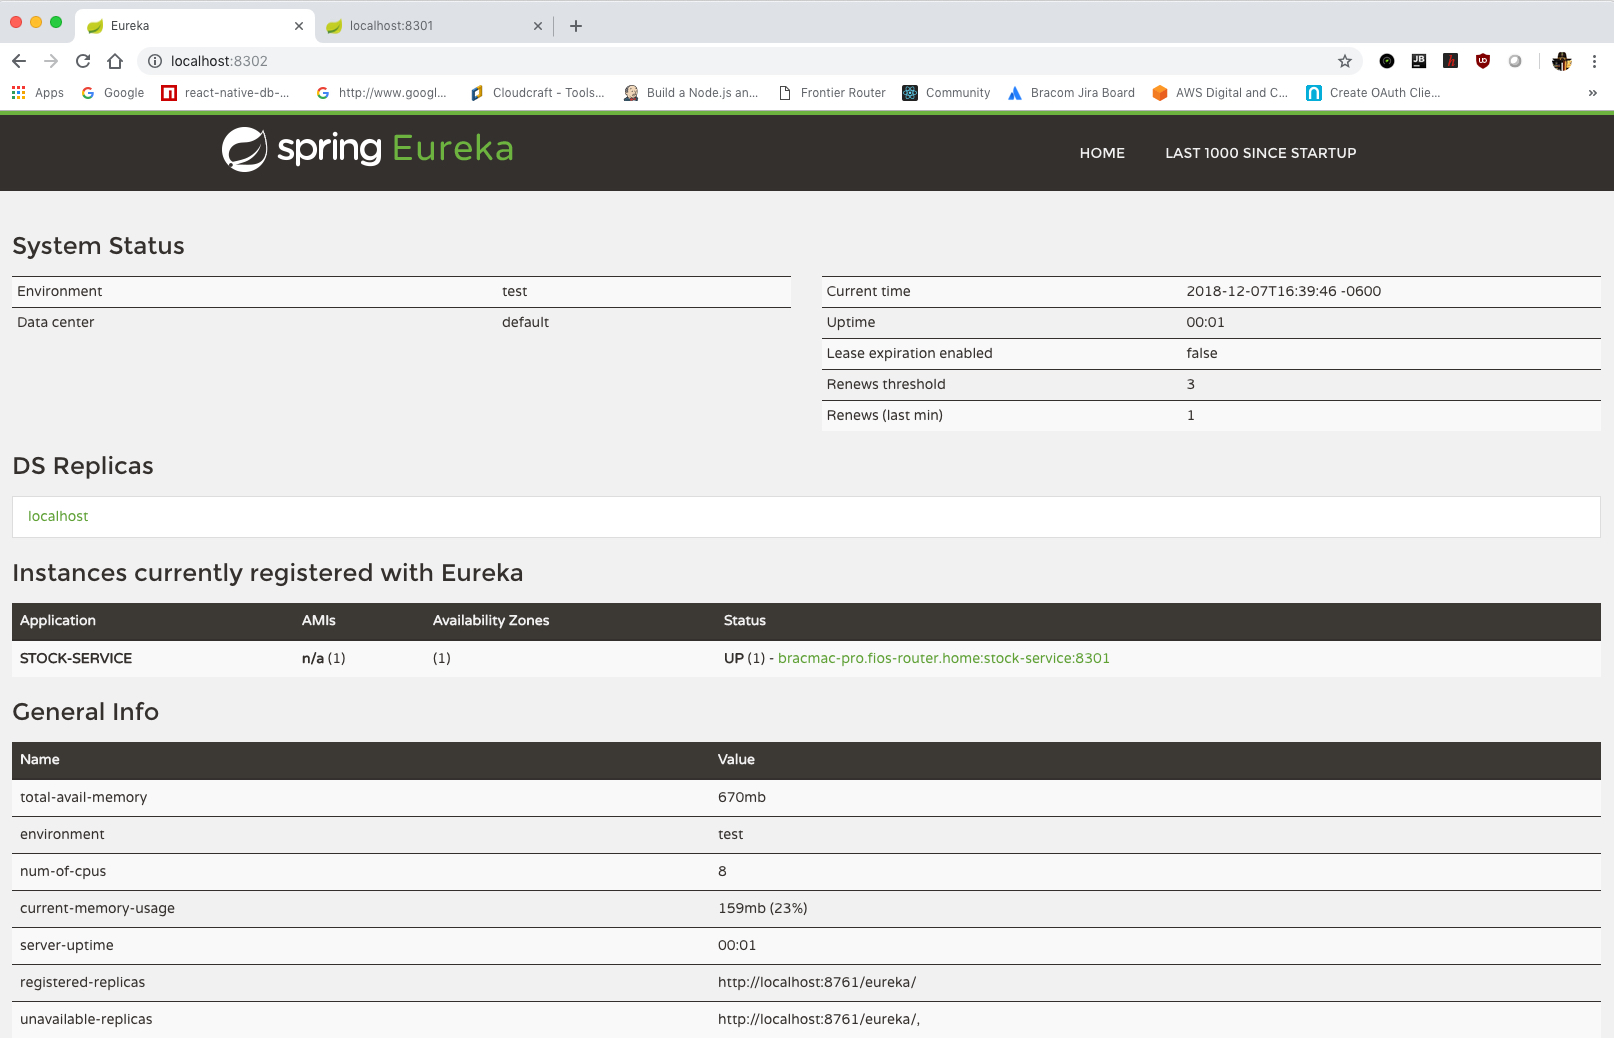 Eureka
localhost:8301
localhost:8302
Apps Google react-native-db-... http://www.googl... Cloudcraft - Tools... Build a Node.js an... Frontier Router Community Bracom Jira Board AWS Digital and C... Create OAuth Clie... »
spring Eureka
HOME LAST 1000 SINCE STARTUP
System Status
Environment test
Data center default
Current time 2018-12-07T16:39:46 -0600
Uptime 00:01
Lease expiration enabled false
Renews threshold 3
Renews (last min) 1
DS Replicas
localhost
Instances currently registered with Eureka
Application AMIs Availability Zones Status
STOCK-SERVICE n/a (1) (1) UP (1) - bracmac-pro.fios-router.home:stock-service:8301
General Info
Name Value
total-avail-memory 670mb
environment test
num-of-cpus 8
current-memory-usage 159mb (23%)
server-uptime 00:01
registered-replicas http://localhost:8761/eureka/
unavailable-replicas http://localhost:8761/eureka/,